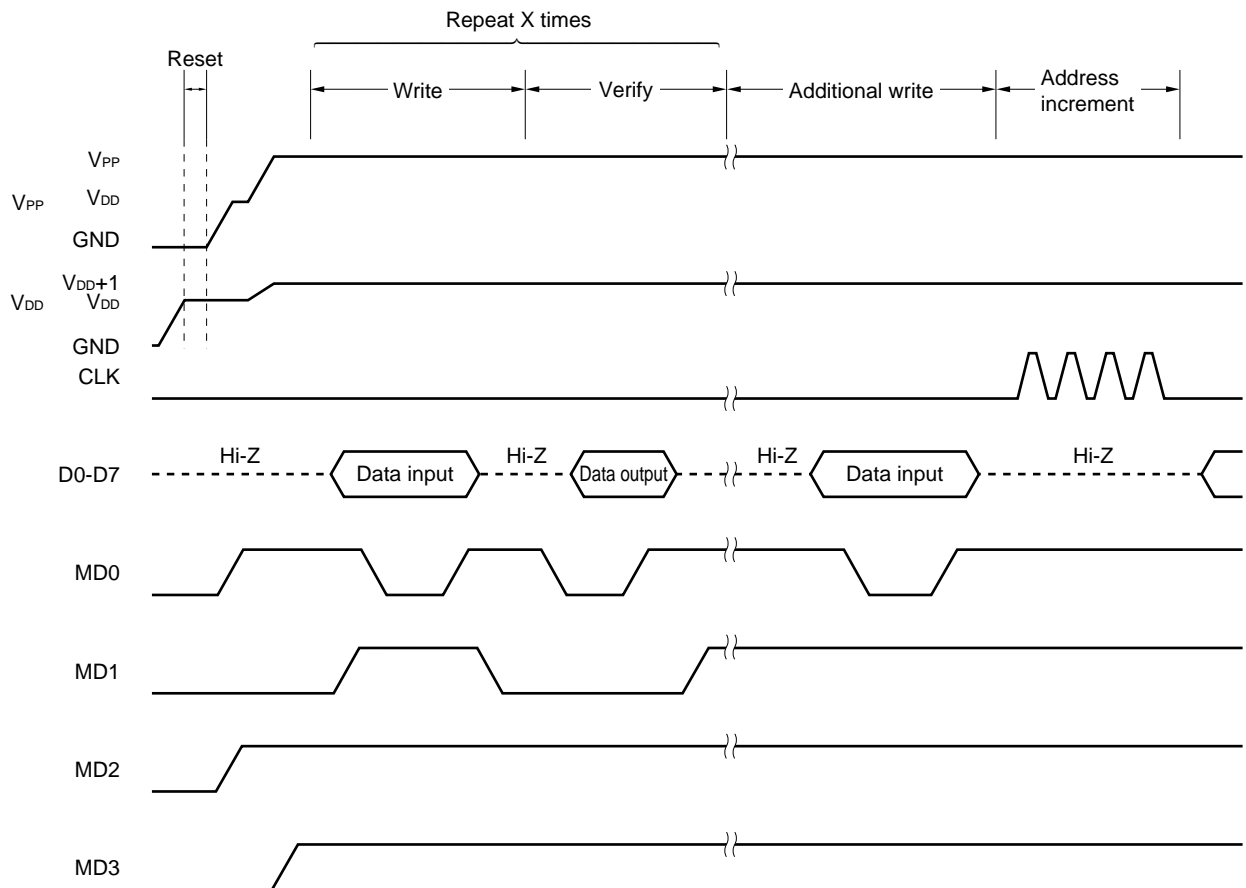 Repeat X times
Reset
Write
Verify
Additional write
Address
increment
VPP
VPP VDD
GND
VDD+1
VDD VDD
GND
CLK
D0-D7 Hi-Z Data input Hi-Z Data output Hi-Z Data input Hi-Z
MD0
MD1
MD2
MD3